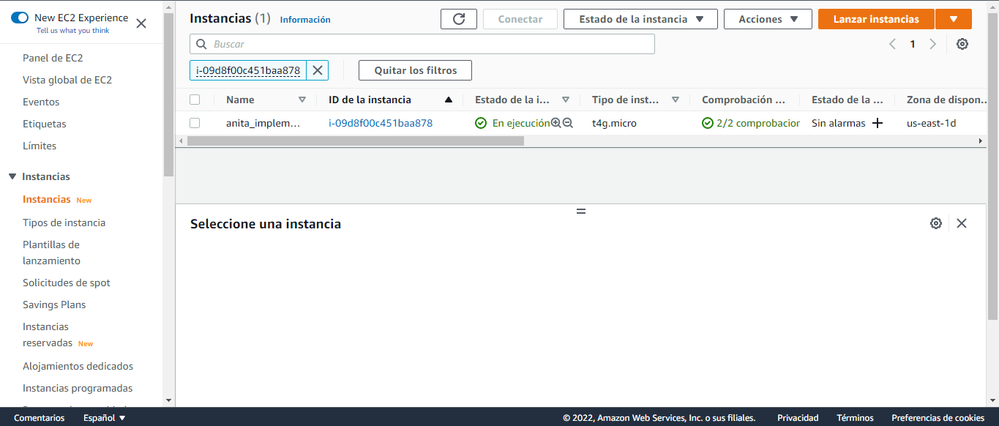 New EC2 Experience
Tell us what you think
Panel de EC2
Vista global de EC2
Eventos
Etiquetas
Límites
Instancias
Instancias New
Tipos de instancia
Plantillas de
lanzamiento
Solicitudes de spot
Savings Plans
Instancias
reservadas New
Alojamientos dedicados
Instancias programadas
Instancias (1) Información
Conectar
Estado de la instancia
Acciones
Lanzar instancias
Buscar
1
i-09d8f00c451baa878
Quitar los filtros
Name ID de la instancia Estado de la i... Tipo de inst... Comprobación ... Estado de la ... Zona de dispon...
anita_implem... i-09d8f00c451baa878 En ejecución t4g.micro 2/2 comprobacior Sin alarmas us-east-1d
Seleccione una instancia
Comentarios Español © 2022, Amazon Web Services, Inc. o sus filiales. Privacidad Términos Preferencias de cookies